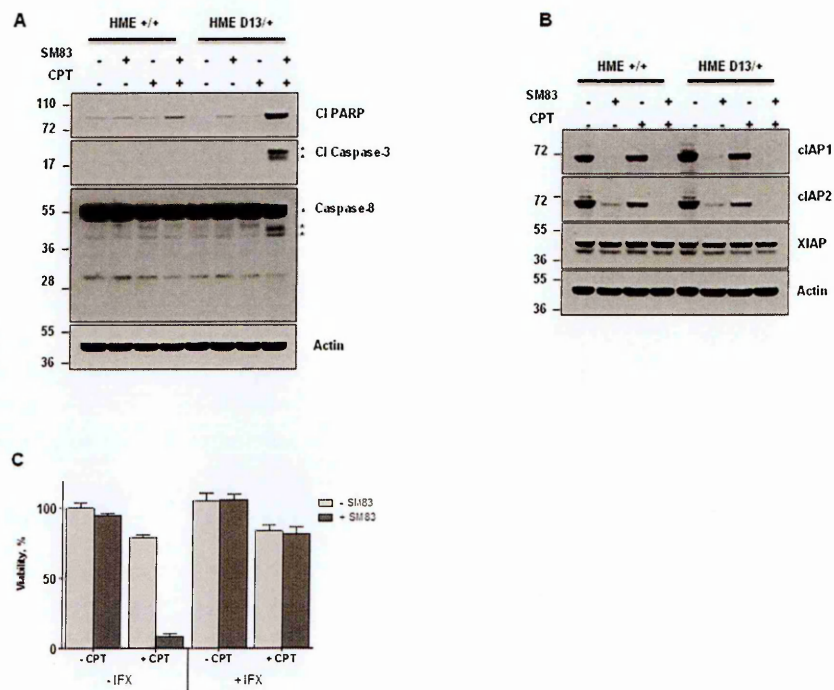 A
HME +/+ HME D13/+
SM83 - + - + - + - +
CPT - - + + - - + +
110
72
Cl PARP
17
Cl Caspase-3
55
36
28
Caspase-8
55
36
Actin
B
HME +/+ HME D13/+
SM83 - + - + - + - +
CPT - - + + - - + +
72
cIAP1
72
cIAP2
55
36
XIAP
55
36
Actin
C
Viability, %
100
50
0
- SM83
+ SM83
- CPT + CPT - CPT + CPT
- IFX + IFX